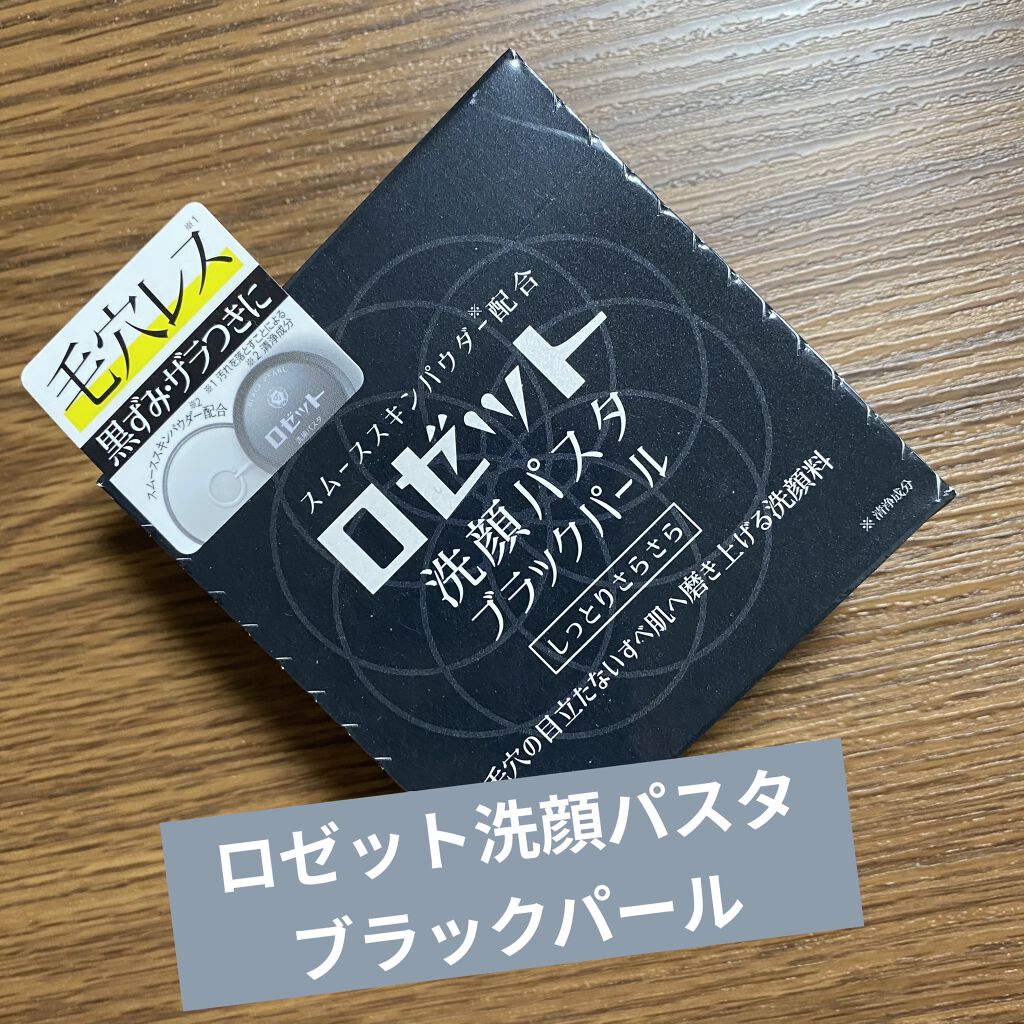 ※1
毛穴レス
黒ずみ・ザラつきに
※1 汚れを落とすことによる
※2 清浄成分
※2
スムーススキンパウダー配合
ロゼット
洗顔パスタ
スムーススキンパウダー※配合
ロゼット
洗顔パスタ
ブラックパール
しっとりさらさら
毛穴の目立たないすべ肌へ磨き上げる洗顔料
※清浄成分
ロゼット洗顔パスタ
ブラックパール